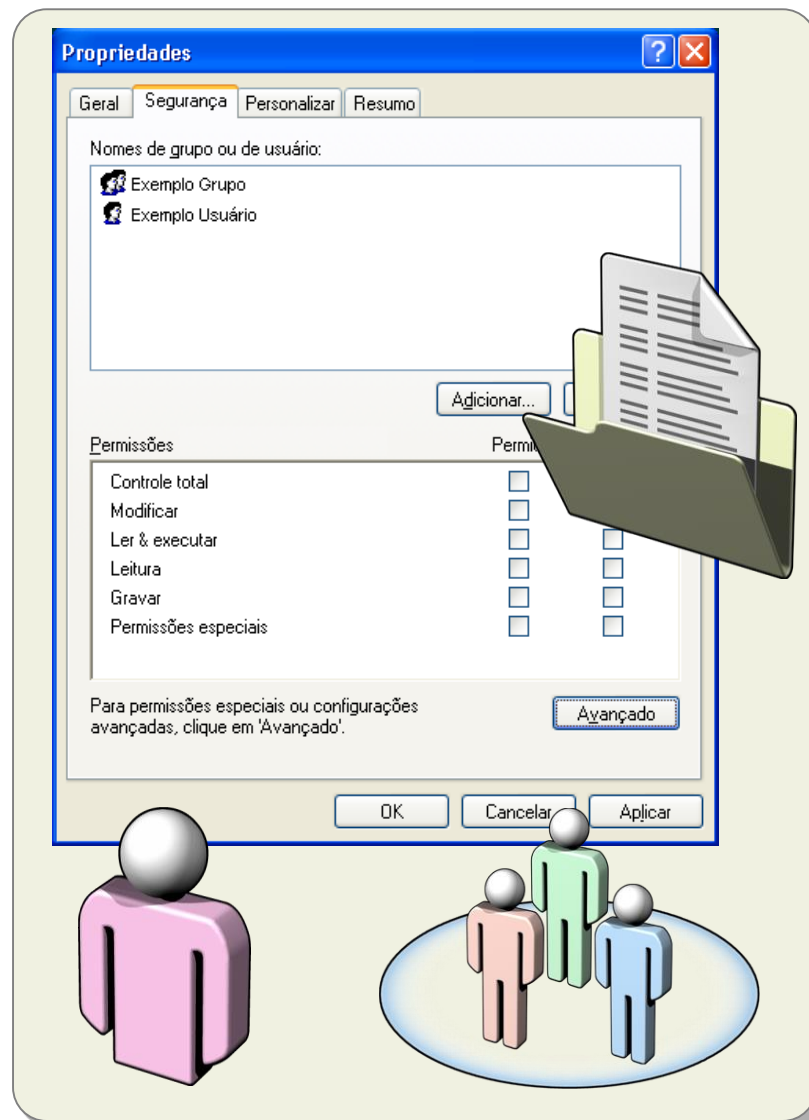 Propriedades
Geral Segurança Personalizar Resumo
Nomes de grupo ou de usuário:
Exemplo Grupo
Exemplo Usuário
Adicionar...
Permissões
Controle total
Modificar
Ler & executar
Leitura
Gravar
Permissões especiais
Para permissões especiais ou configurações
avançadas, clique em 'Avançado'.
Avançado
OK Cancelar Aplicar